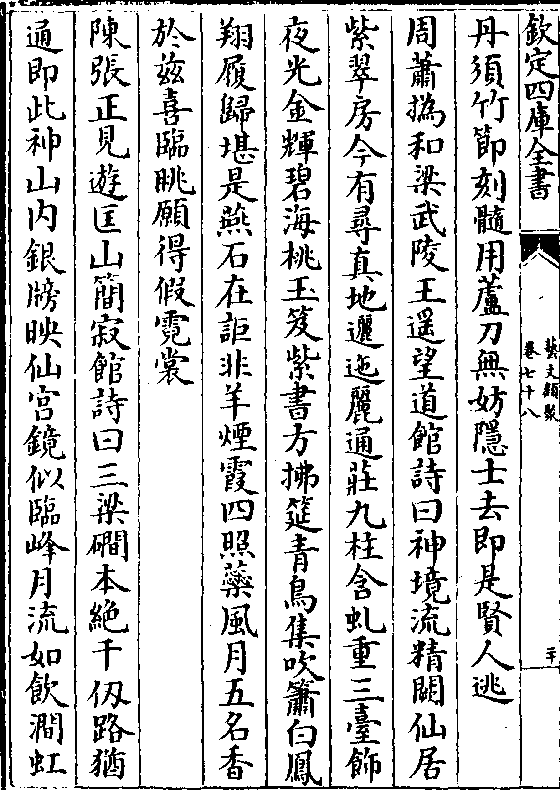 欽定四庫全書
藝文類聚
卷七十八
二十
丹須竹節刻髓用蘆刀無妨隱士去即是賢人逃
周蕭撝和梁武陵王遥望道館詩曰神境流精闕仙居
紫翠房今有尋真地邐迤麗通莊九柱含虬重三臺飾
夜光金輝碧海桃玉笈紫書方拂筵青鳥集吹簫白鳳
翔履歸堪是燕石在詎非羊煙霞四照蘂風月五名香
於兹喜臨眺願得假霓裳
陳張正見遊匡山簡寂館詩曰三梁磵本絶千仭路猶
通即此神山内銀牓映仙宫鏡似臨峰月流如飲澗虹